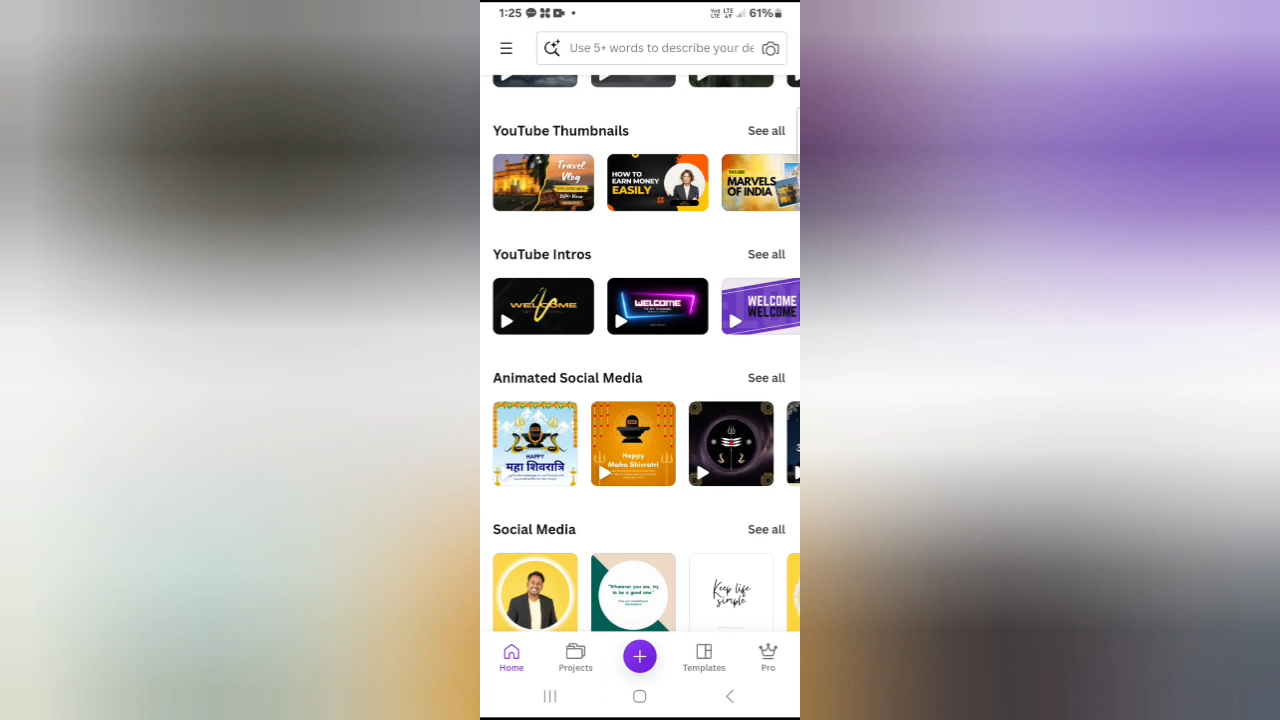 1:25
Vo) LTE
LTE
61%
Use 5+ words to describe your de
YouTube Thumbnails
See all
Travel
Vlog
HOW TO
EARN MONEY
EASILY
MARVELS
OF INDIA
YouTube Intros
See all
WELCOME
WELCOME
WELCOME
WELCOME
Animated Social Media
See all
HAPPY
महा शिवरात्रि
Happy
Maha Shivratri
Social Media
See all
"Whatever you are, try
to be a good one."
Keep life
simple
Home
Projects
Templates
Pro